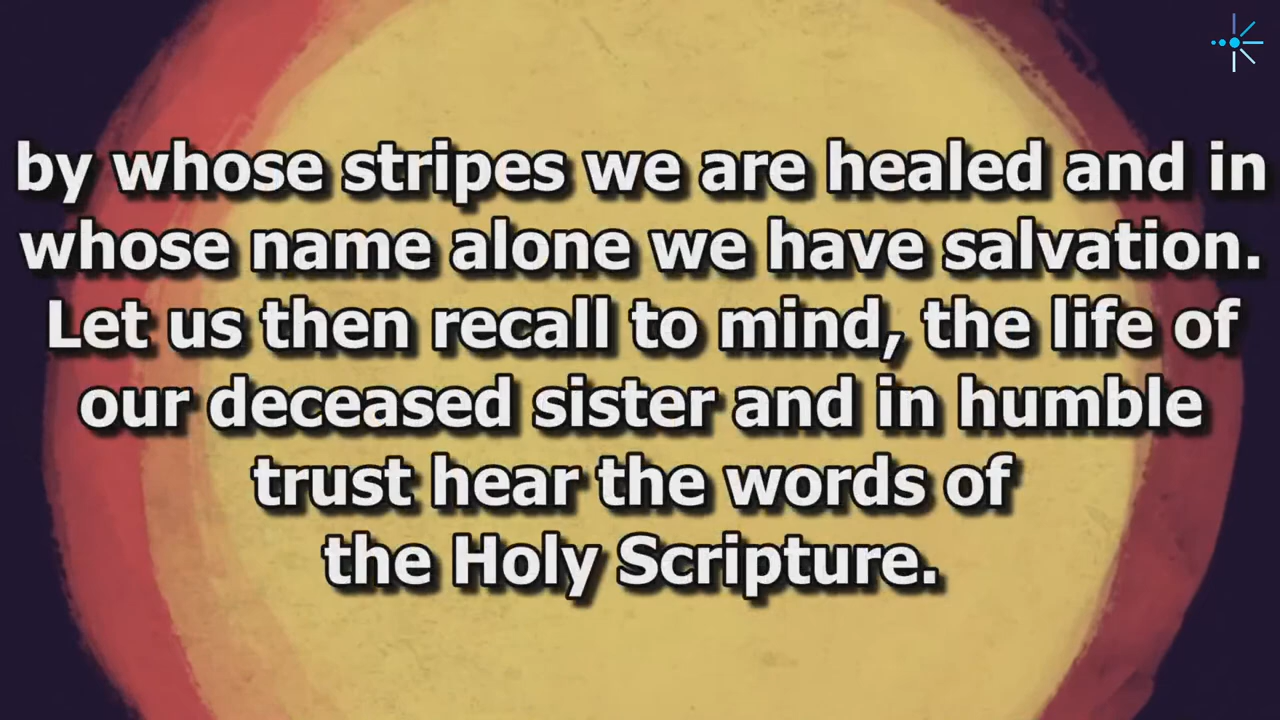 by whose stripes we are healed and in
whose name alone we have salvation.
Let us then recall to mind, the life of
our deceased sister and in humble
trust hear the words of
the Holy Scripture.